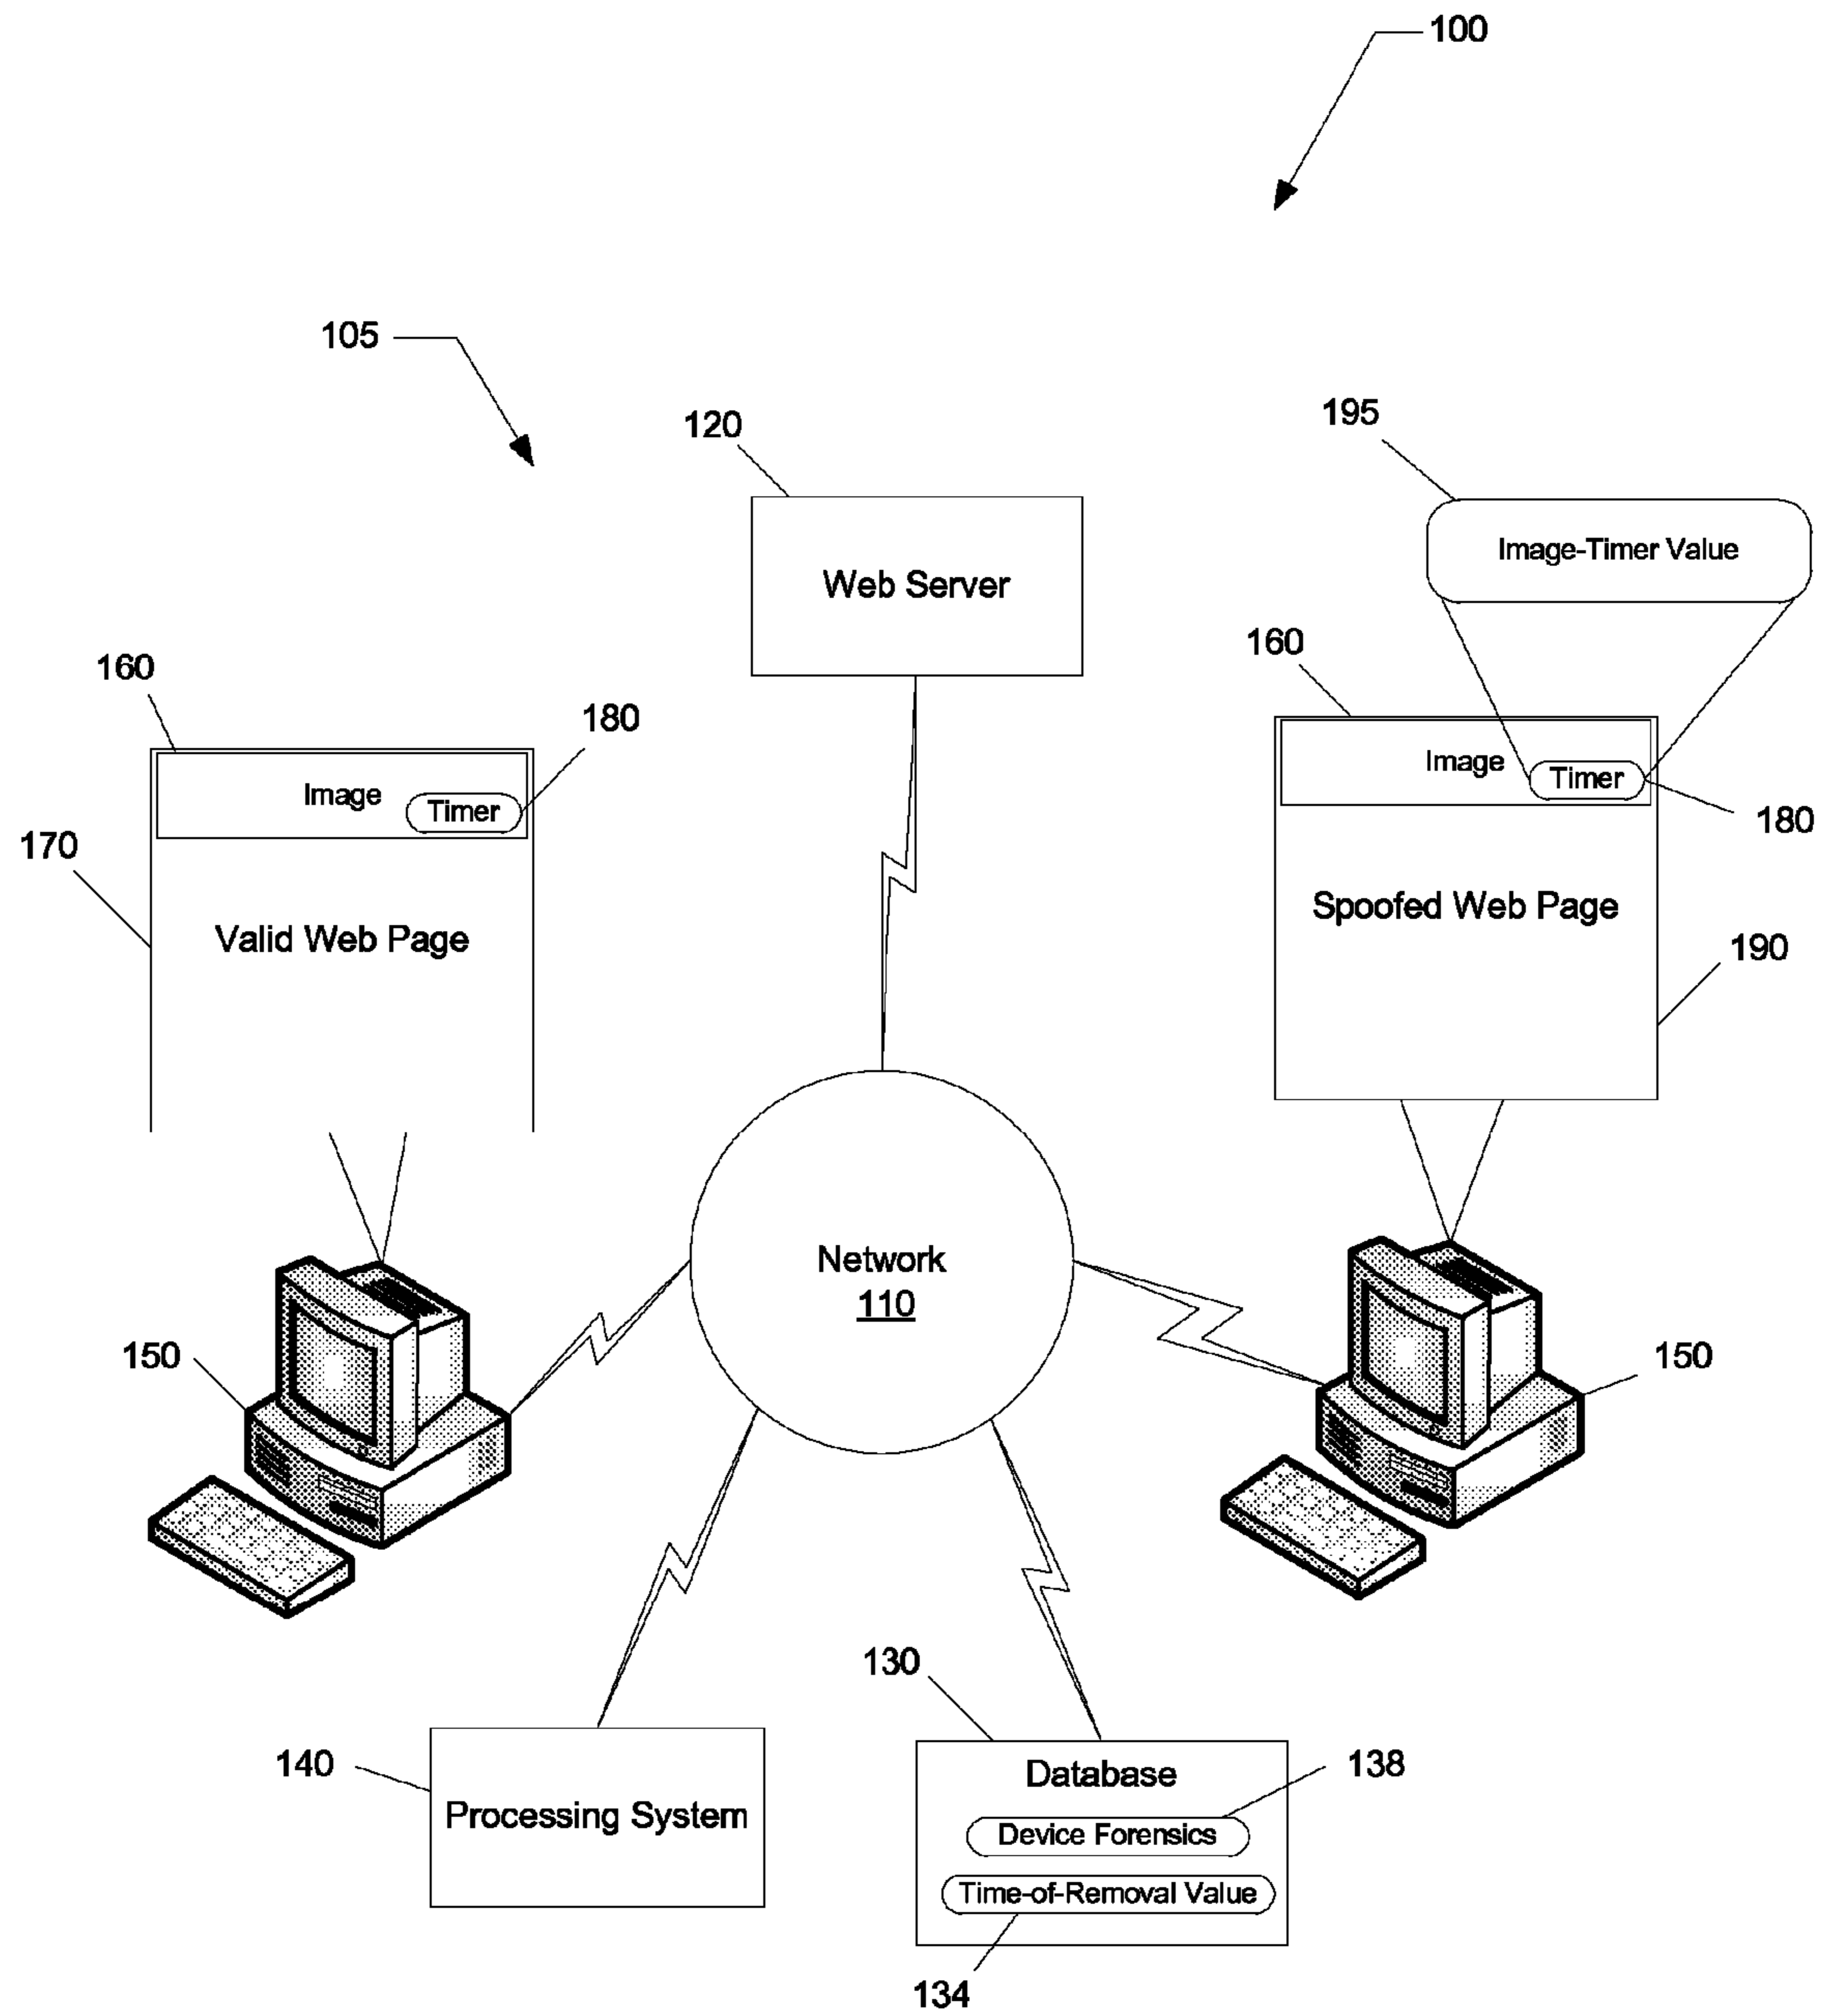 100
105
120
195
Web Server
Image-Timer Value
160
180
Image
Timer
160
Image
Timer
180
170
Valid Web Page
Spoofed Web Page
190
Network
110
150
150
130
140
Processing System
Database
138
Device Forensics
Time-of-Removal Value
134